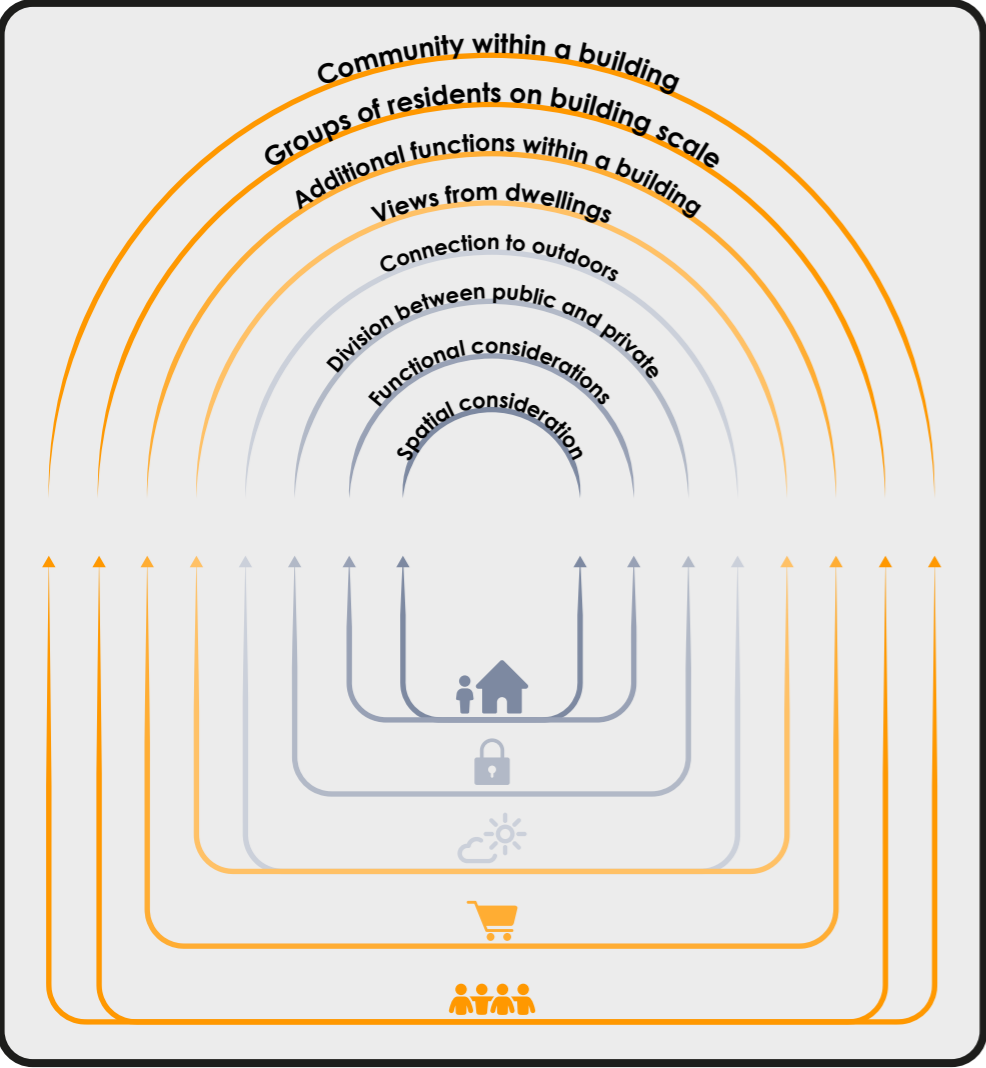 Community within a building
Groups of residents on building scale
Additional functions within a building
Views from dwellings
Connection to outdoors
Division between public and private
Functional considerations
Spatial consideration